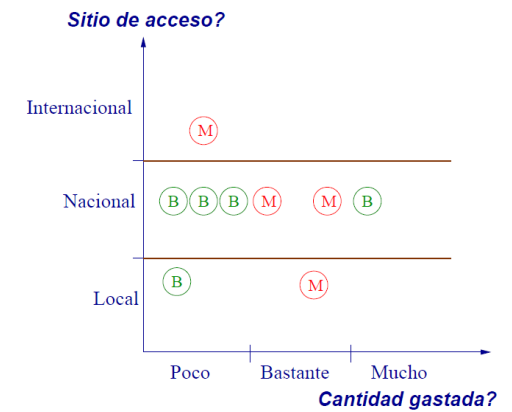 Sitio de acceso?
Internacional
M
Nacional
B B B M M B
B
M
Local
Poco Bastante Mucho
Cantidad gastada?